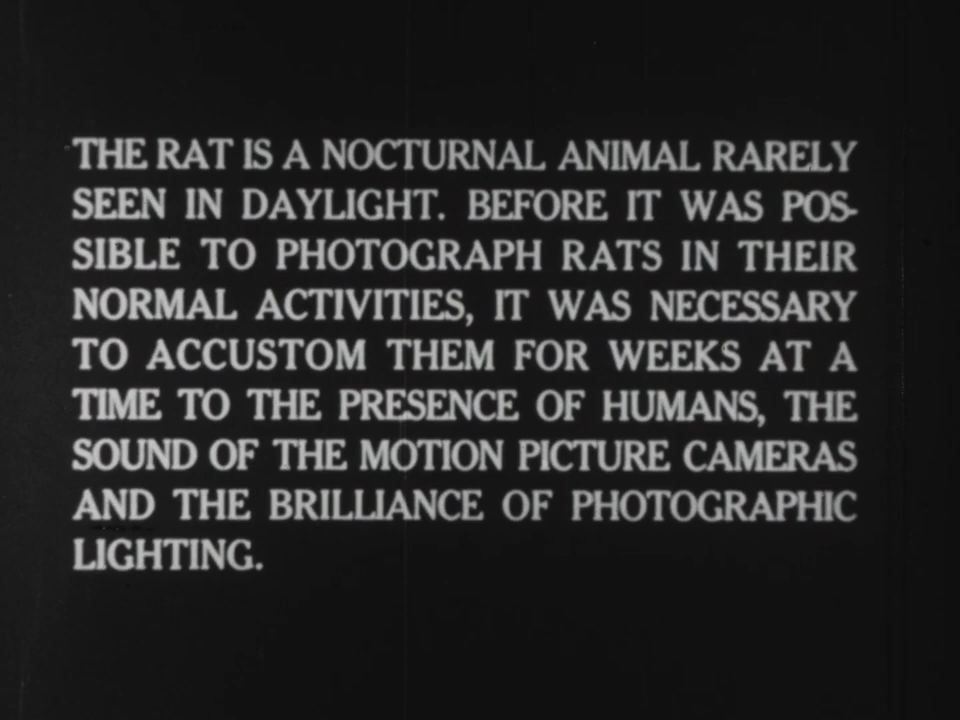 THE RAT IS A NOCTURNAL ANIMAL RARELY
SEEN IN DAYLIGHT. BEFORE IT WAS POS-
SIBLE TO PHOTOGRAPH RATS IN THEIR
NORMAL ACTIVITIES, IT WAS NECESSARY
TO ACCUSTOM THEM FOR WEEKS AT A
TIME TO THE PRESENCE OF HUMANS, THE
SOUND OF THE MOTION PICTURE CAMERAS
AND THE BRILLIANCE OF PHOTOGRAPHIC
LIGHTING.